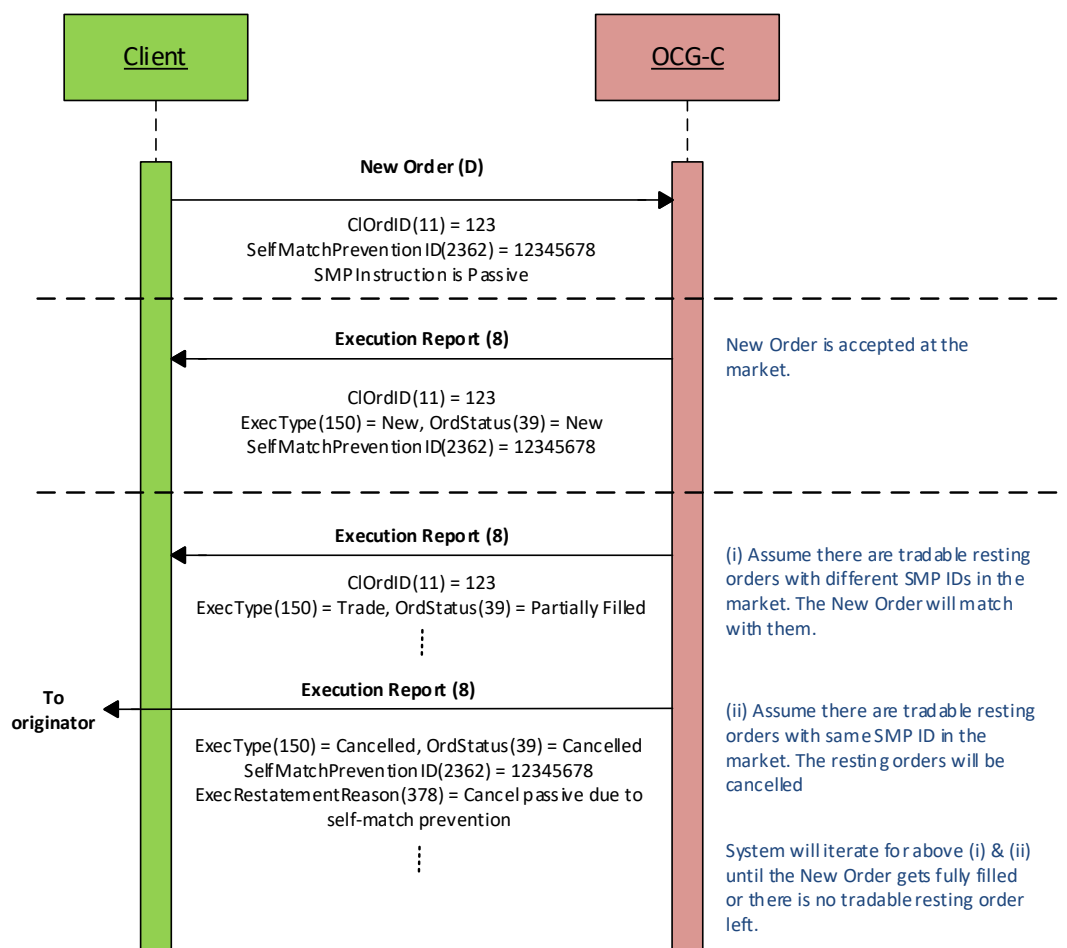 Client
OCG-C
New Order (D)
ClOrdID(11) = 123
SelfMatchPreventionID(2362) = 12345678
SMP Instruction is Passive
Execution Report (8)
New Order is accepted at the
market.
ClOrdID(11) = 123
ExecType(150) = New, OrdStatus(39) = New
SelfMatchPreventionID(2362) = 12345678
Execution Report (8)
(i) Assume there are tradable resting
orders with different SMP IDs in the
market. The New Order will match
with them.
ClOrdID(11) = 123
ExecType(150) = Trade, OrdStatus(39) = Partially Filled
Execution Report (8)
To
originator
(ii) Assume there are tradable resting
orders with same SMP ID in the
market. The resting orders will be
cancelled
ExecType(150) = Cancelled, OrdStatus(39) = Cancelled
SelfMatchPreventionID(2362) = 12345678
ExecRestatementReason(378) = Cancel passive due to
self-match prevention
System will iterate for above (i) & (ii)
until the New Order gets fully filled
or there is no tradable resting order
left.